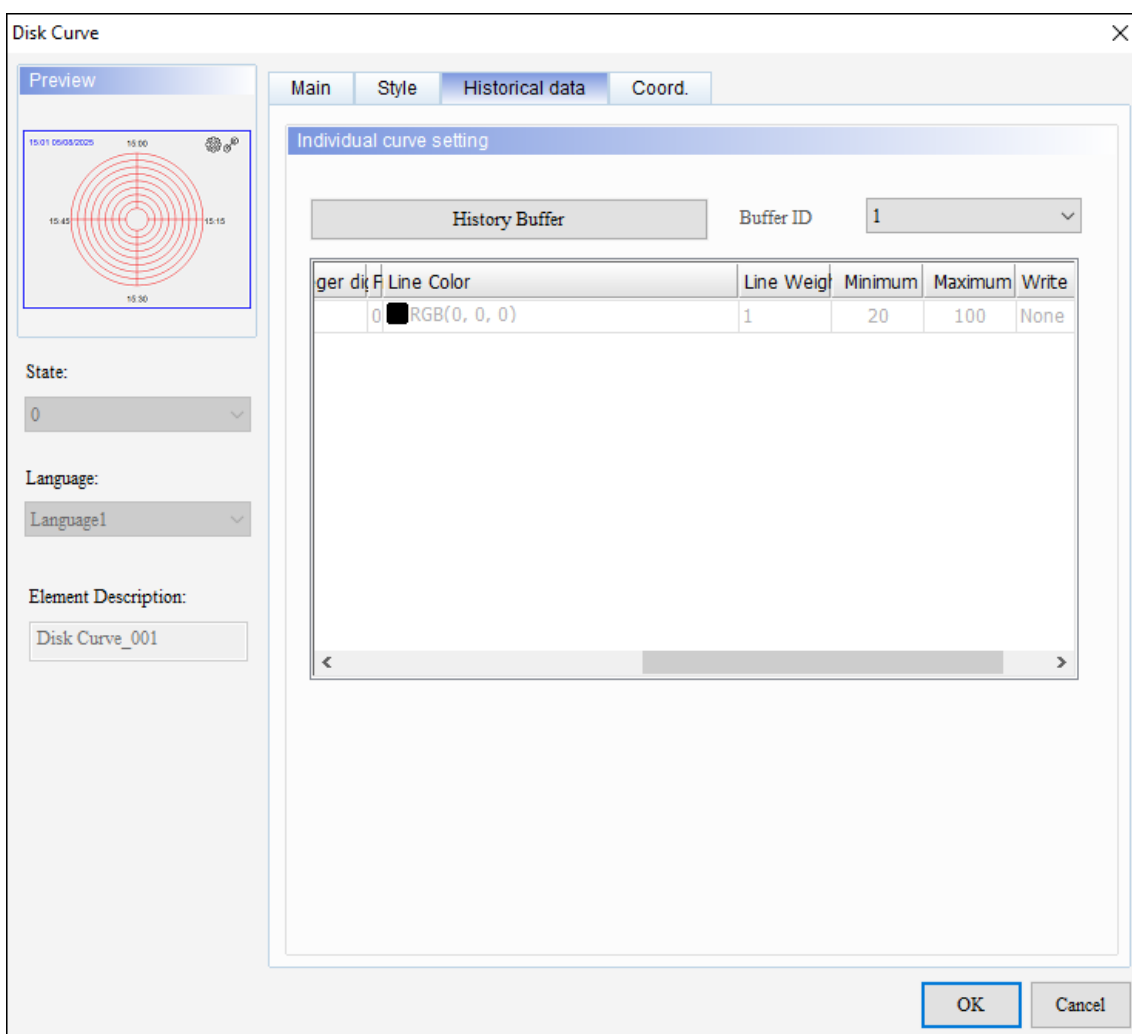 Disk Curve
Preview
15:01 05/08/2025
15:00
15:45
15:15
15:30
State:
0
Language:
Language1
Element Description:
Disk Curve_001
Main Style Historical data Coord.
Individual curve setting
History Buffer Buffer ID 1
ger dig F Line Color Line Weigh Minimum Maximum Write
0 RGB(0, 0, 0) 1 20 100 None
OK Cancel